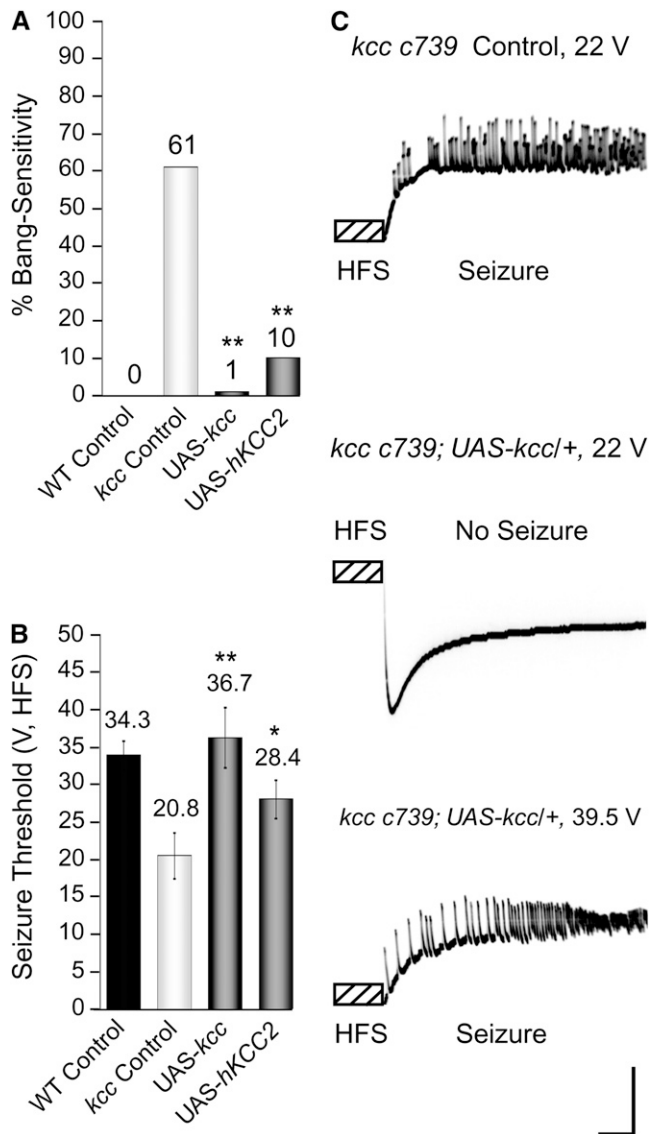 A
% Bang-Sensitivity
100
90
80
70
60
50
40
30
20
10
0
0
61
**
1
**
10
WT Control
kcc Control
UAS-kcc
UAS-hKCC2
B
Seizure Threshold (V, HFS)
50
45
40
35
30
25
20
15
10
5
0
34.3
20.8
**
36.7
*
28.4
WT Control
kcc Control
UAS-kcc
UAS-hKCC2
C
kcc c739 Control, 22 V
HFS Seizure
kcc c739; UAS-kcc/+, 22 V
HFS No Seizure
kcc c739; UAS-kcc/+, 39.5 V
HFS Seizure